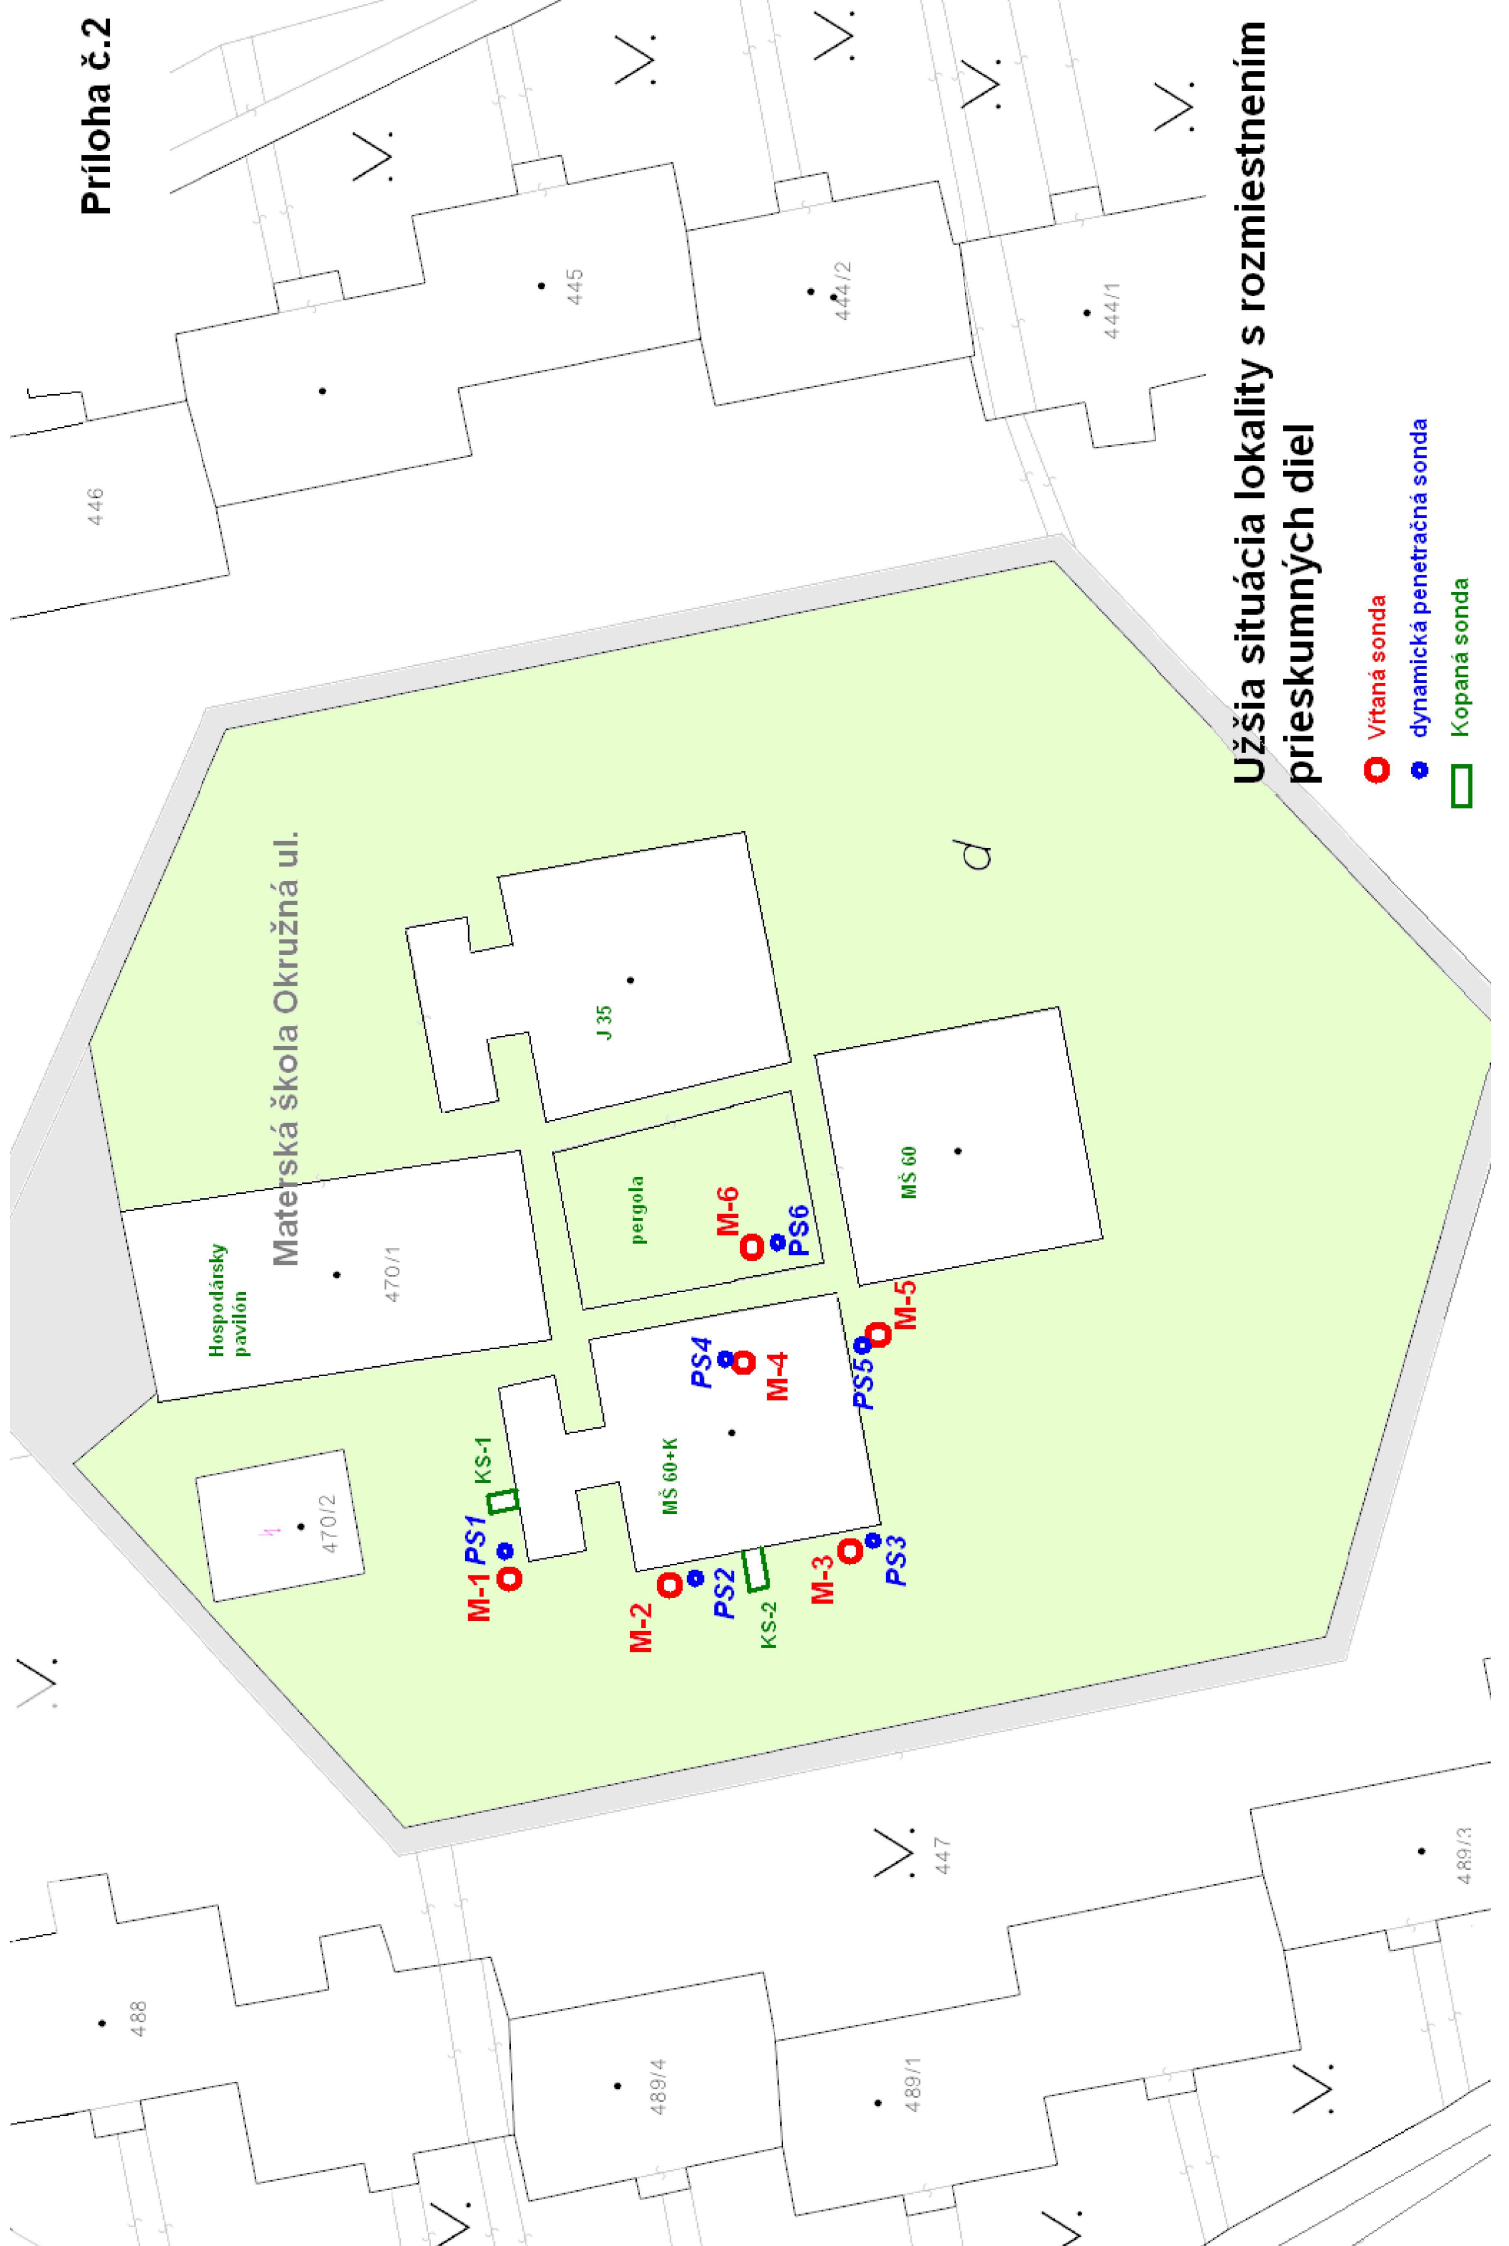 Príloha č.2
446
445
444/2
444/1
Materská škola Okružná ul.
Hospodársky
pavilón
470/1
470/2
J 35
pergola
MŠ 60
MŠ 60+K
M-6
PS6
PS4
M-4
M-5
PS5
KS-1
PS1
M-1
M-2
PS2
KS-2
M-3
PS3
d
447
488
489/4
489/1
489/3
Užšia situácia lokality s rozmiestnením
prieskumných diel
Vŕtaná sonda
dynamická penetračná sonda
Kopaná sonda